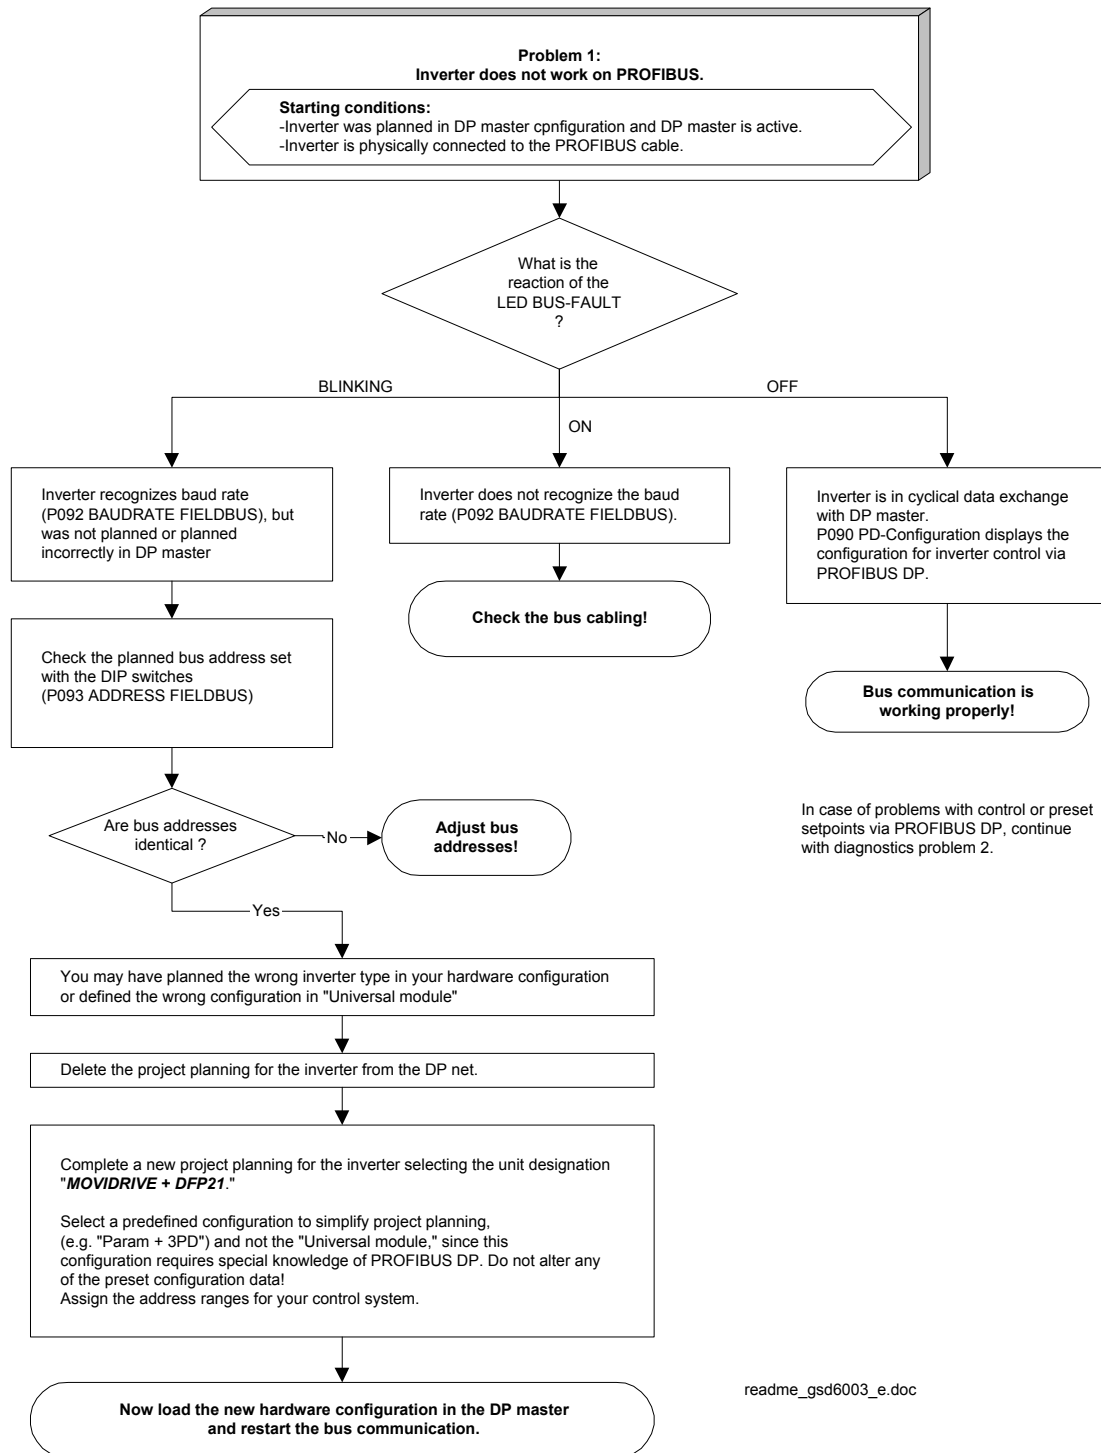 Problem 1:
Inverter does not work on PROFIBUS.
Starting conditions:
-Inverter was planned in DP master cpnfiguration and DP master is active.
-Inverter is physically connected to the PROFIBUS cable.
What is the
reaction of the
LED BUS-FAULT
?
BLINKING
ON
OFF
Inverter recognizes baud rate
(P092 BAUDRATE FIELDBUS), but
was not planned or planned
incorrectly in DP master
Inverter does not recognize the baud
rate (P092 BAUDRATE FIELDBUS).
Inverter is in cyclical data exchange
with DP master.
P090 PD-Configuration displays the
configuration for inverter control via
PROFIBUS DP.
Check the bus cabling!
Check the planned bus address set
with the DIP switches
(P093 ADDRESS FIELDBUS)
Bus communication is
working properly!
Are bus addresses
identical ?
No
Adjust bus
addresses!
In case of problems with control or preset
setpoints via PROFIBUS DP, continue
with diagnostics problem 2.
Yes
You may have planned the wrong inverter type in your hardware configuration
or defined the wrong configuration in "Universal module"
Delete the project planning for the inverter from the DP net.
Complete a new project planning for the inverter selecting the unit designation
"MOVIDRIVE + DFP21."
Select a predefined configuration to simplify project planning,
(e.g. "Param + 3PD") and not the "Universal module," since this
configuration requires special knowledge of PROFIBUS DP. Do not alter any
of the preset configuration data!
Assign the address ranges for your control system.
Now load the new hardware configuration in the DP master
and restart the bus communication.
readme_gsd6003_e.doc